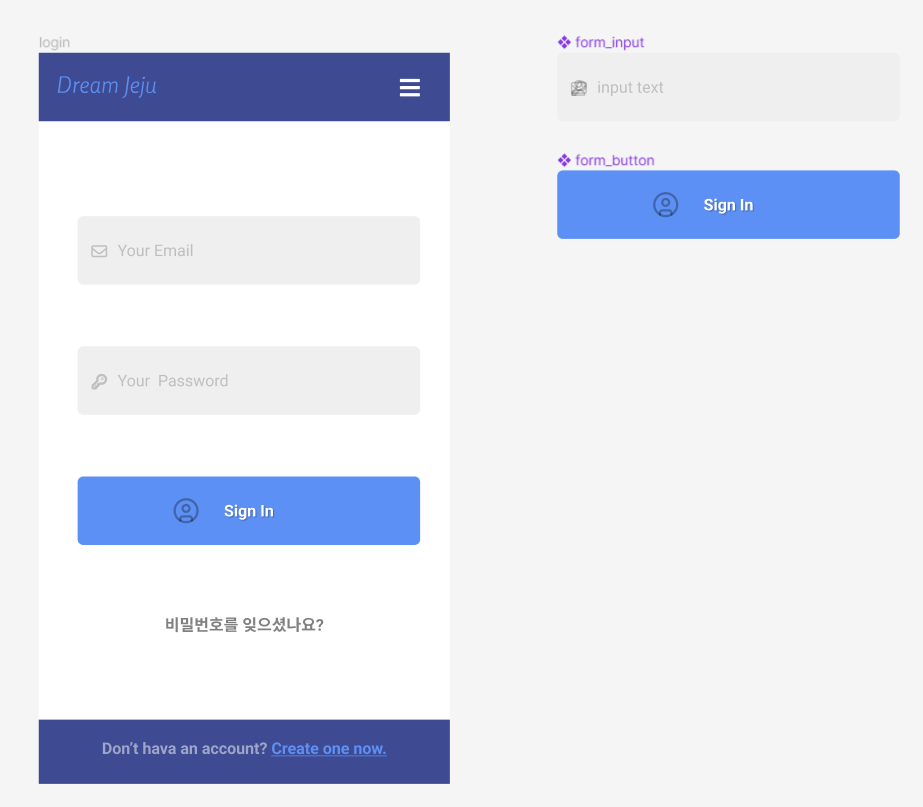 login
Dream Jeju
Your Email
Your  Password
Sign In
비밀번호를 잊으셨나요?
Don't hava an account? Create one now.
form_input
input text
form_button
Sign In